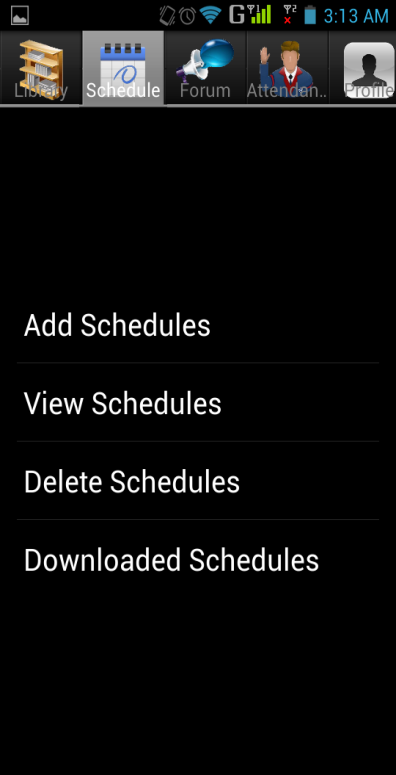 G 3:13 AM
Library Schedule Forum Attendan.. Profile
Add Schedules
View Schedules
Delete Schedules
Downloaded Schedules